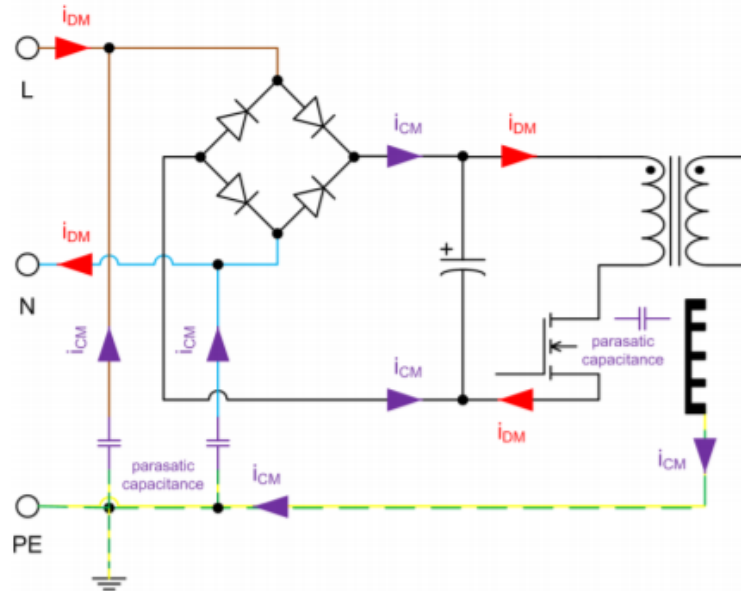 iDM
L
iCM
iDM
+
iDM
N
iCM
iCM
parasatic
capacitance
iCM
iDM
parasatic
capacitance
iCM
iCM
PE